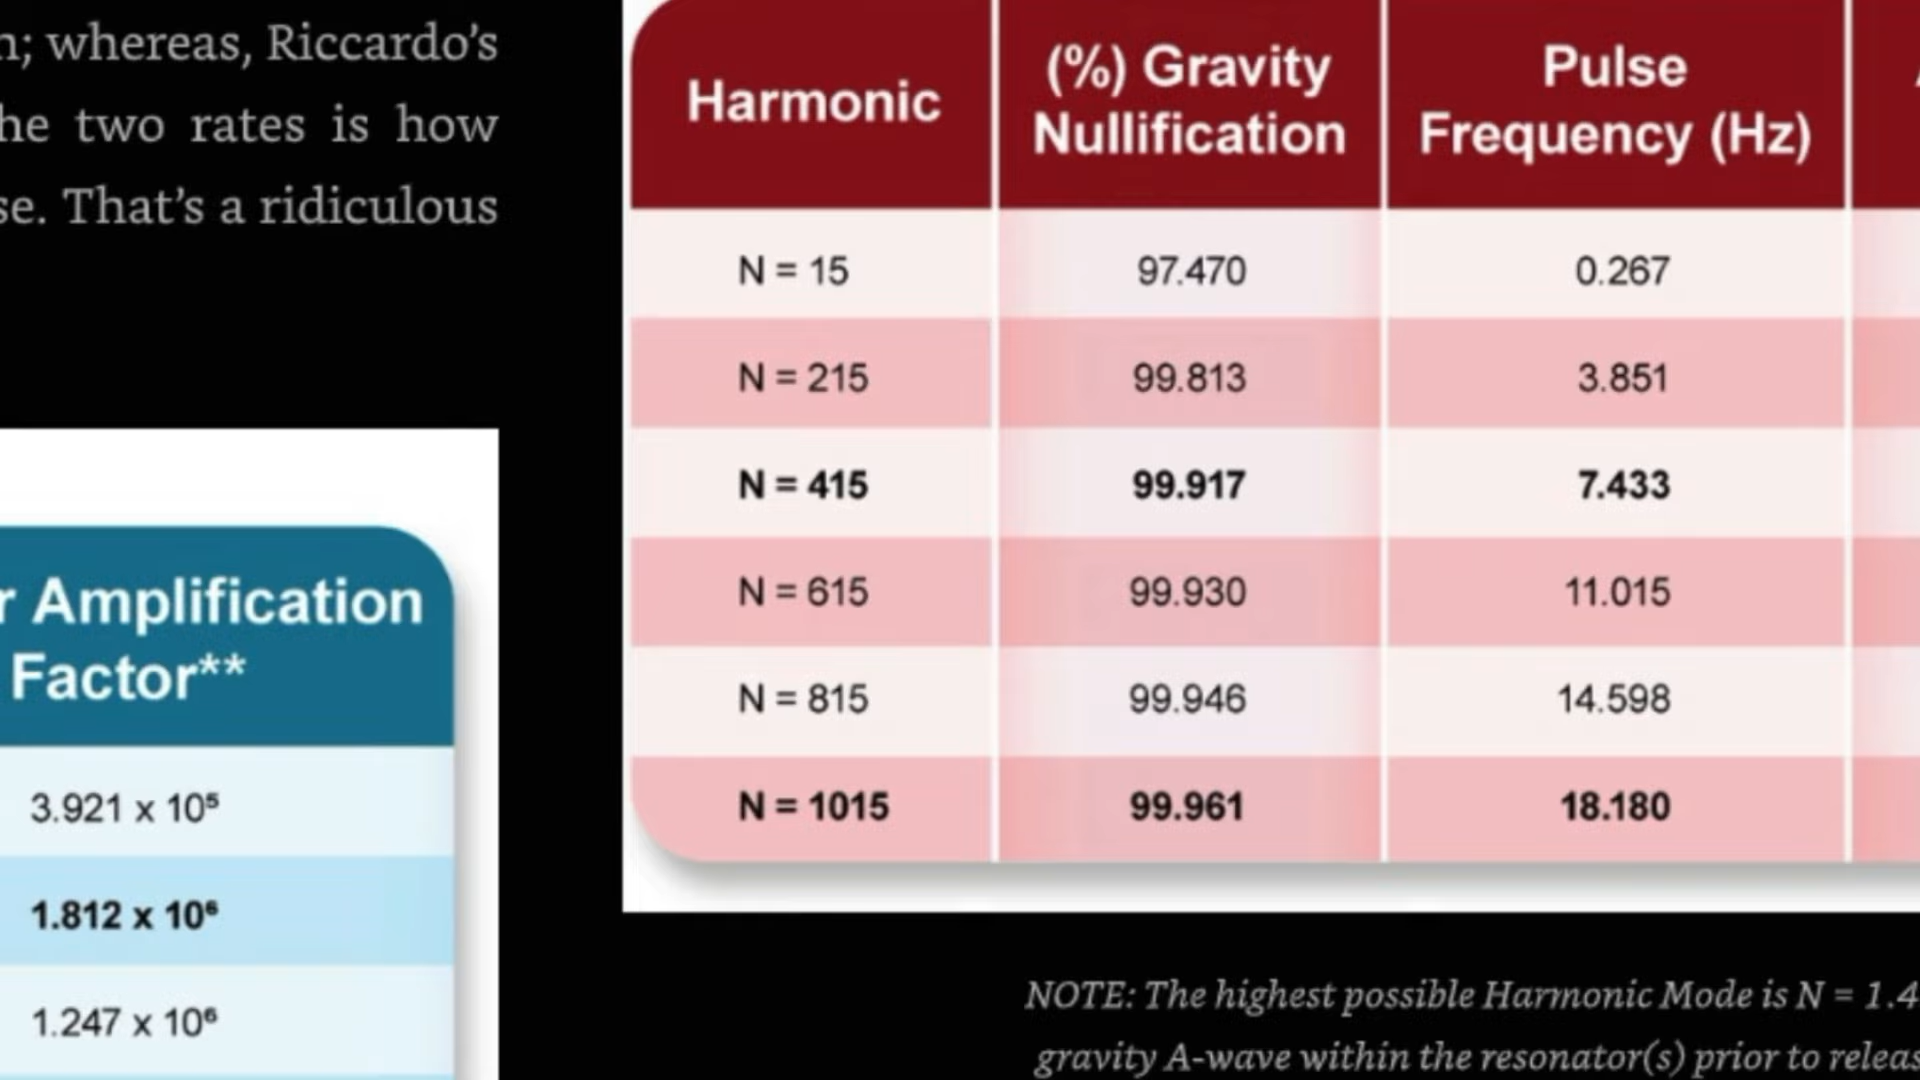 n; whereas, Riccardo’s
he two rates is how
se. That’s a ridiculous
r Amplification
Factor**
3.921 x 10⁵
1.812 x 10⁶
1.247 x 10⁶
Harmonic (%) Gravity Nullification Pulse Frequency (Hz)
N = 15 97.470 0.267
N = 215 99.813 3.851
N = 415 99.917 7.433
N = 615 99.930 11.015
N = 815 99.946 14.598
N = 1015 99.961 18.180
NOTE: The highest possible Harmonic Mode is N = 1.4
gravity A-wave within the resonator(s) prior to releas